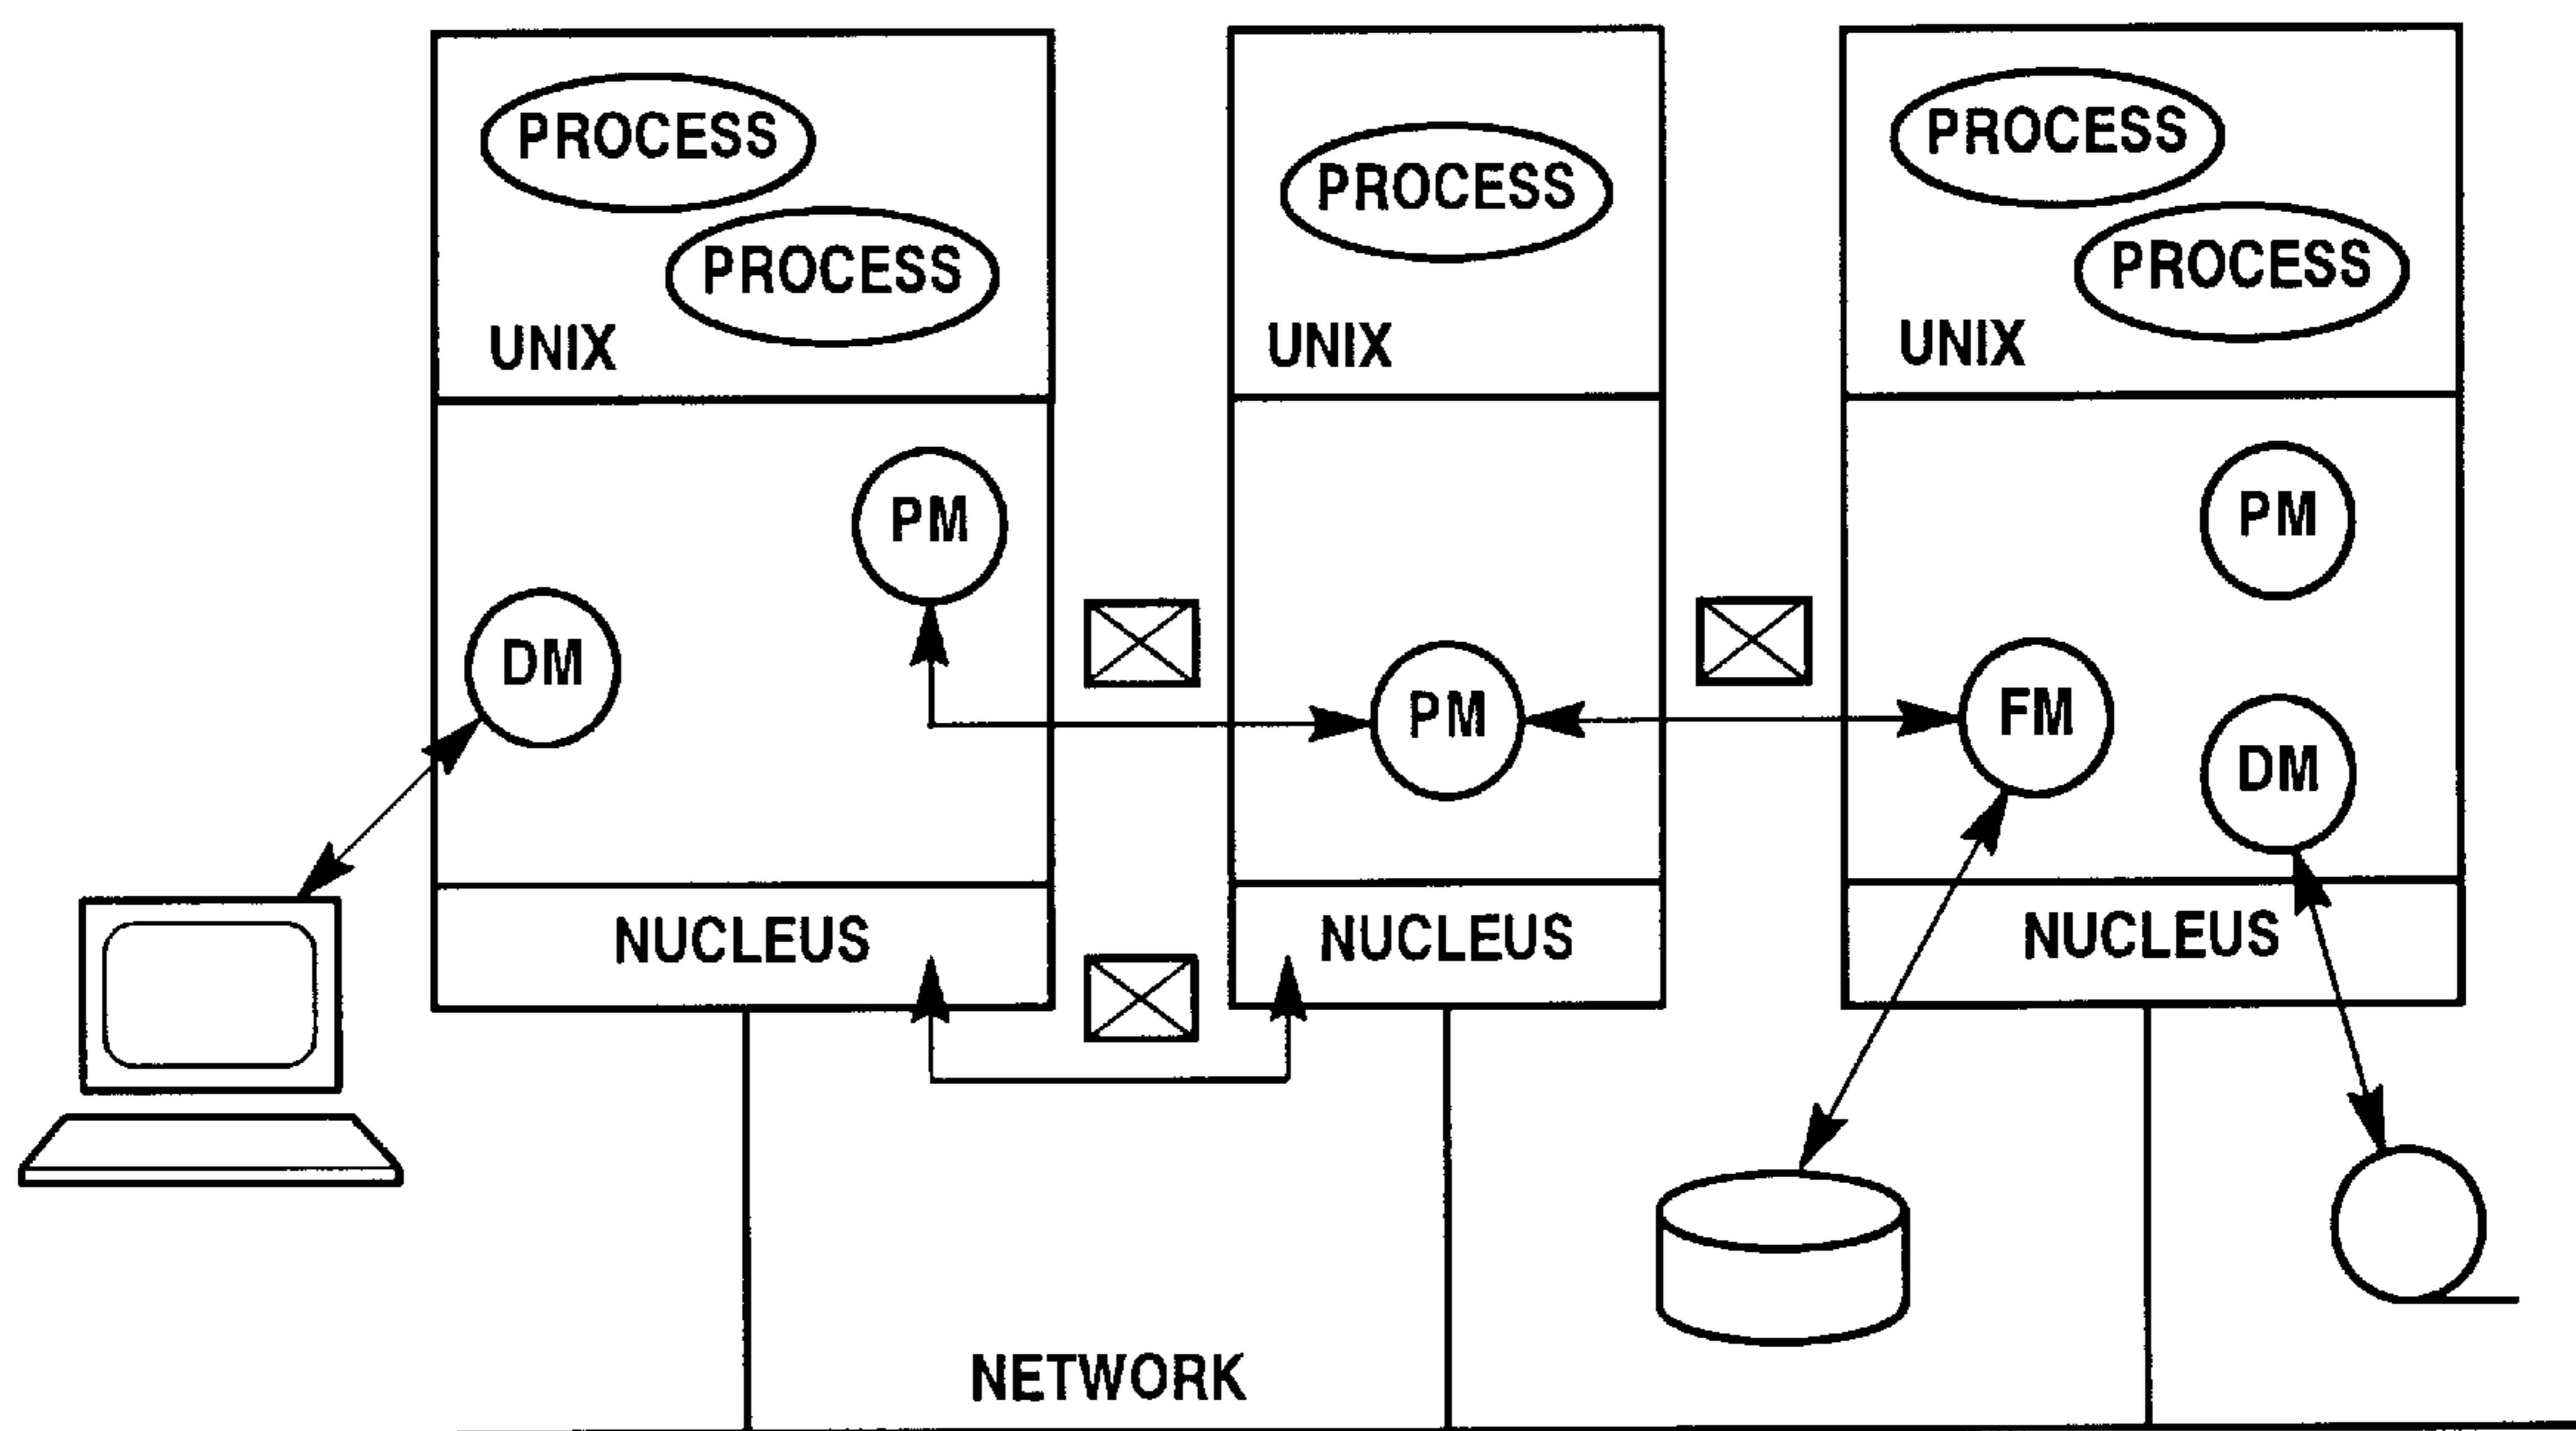 PROCESS
PROCESS
UNIX
PM
DM
NUCLEUS
PROCESS
UNIX
PM
NUCLEUS
PROCESS
PROCESS
UNIX
PM
FM
DM
NUCLEUS
NETWORK